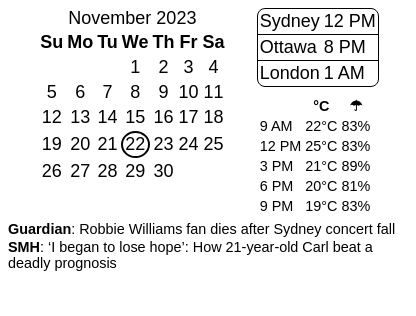 November 2023
Su Mo Tu We Th Fr Sa
1 2 3 4
5 6 7 8 9 10 11
12 13 14 15 16 17 18
19 20 21 22 23 24 25
26 27 28 29 30
Sydney 12 PM
Ottawa 8 PM
London 1 AM
°C ☂
9 AM 22°C 83%
12 PM 25°C 83%
3 PM 21°C 89%
6 PM 20°C 81%
9 PM 19°C 83%
Guardian: Robbie Williams fan dies after Sydney concert fall
SMH: ‘I began to lose hope’: How 21-year-old Carl beat a
deadly prognosis